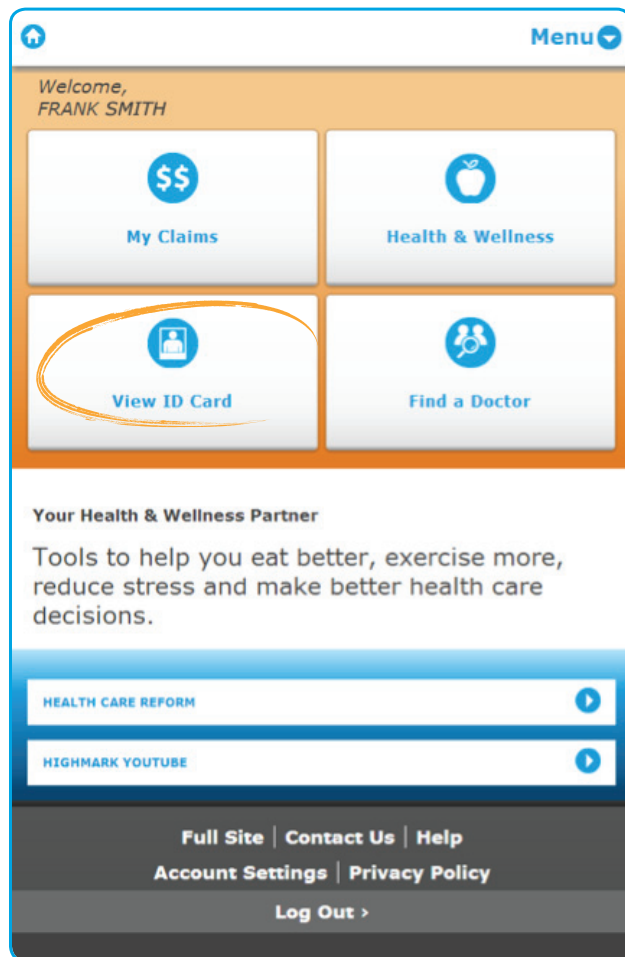 Menu
Welcome,
FRANK SMITH
$$
My Claims
Health & Wellness
View ID Card
Find a Doctor
Your Health & Wellness Partner
Tools to help you eat better, exercise more,
reduce stress and make better health care
decisions.
HEALTH CARE REFORM
HIGHMARK YOUTUBE
Full Site | Contact Us | Help
Account Settings | Privacy Policy
Log Out ›